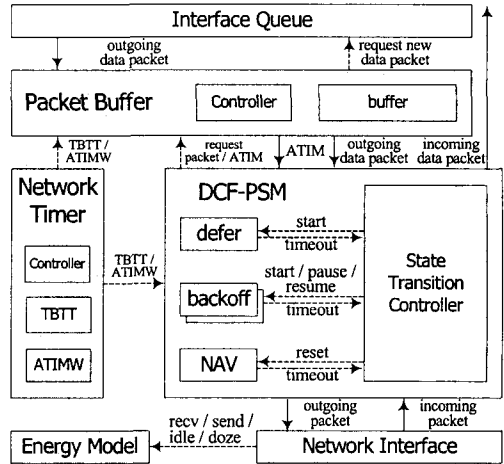 Interface Queue
outgoing
data packet
request new
data packet
Packet Buffer
Controller
buffer
TBTT /
ATIMW
request
packet / ATIM
ATIM
outgoing
data packet
incoming
data packet
Network
Timer
Controller
TBTT
ATIMW
TBTT /
ATIMW
DCF-PSM
defer
start
timeout
backoff
start / pause /
resume
timeout
NAV
reset
timeout
State
Transition
Controller
outgoing
packet
incoming
packet
Energy Model
recv / send /
idle / doze
Network Interface